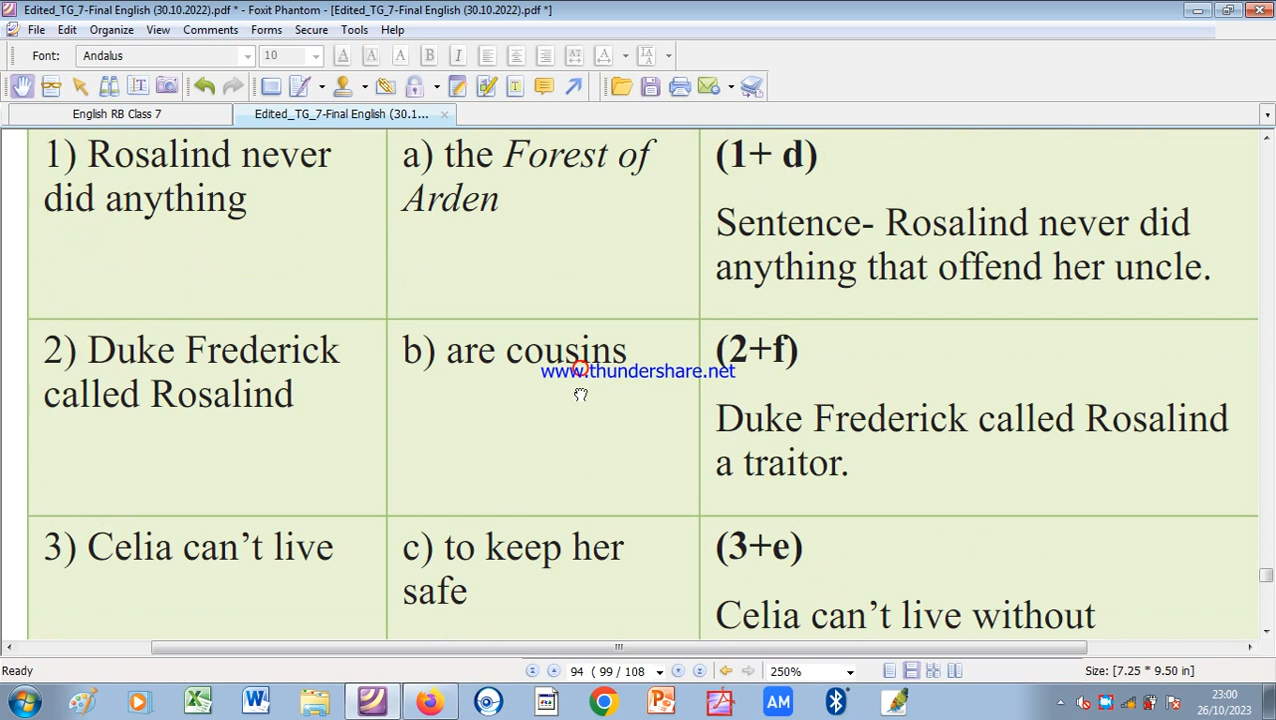 Edited_TG_7-Final English (30.10.2022).pdf * - Foxit Phantom - [Edited_TG_7-Final English (30.10.2022).pdf *]
File Edit Organize View Comments Forms Secure Tools Help
Font: Andalus 10
English RB Class 7 Edited_TG_7-Final English (30.1...
1) Rosalind never
did anything
a) the Forest of
Arden
(1+ d)
Sentence- Rosalind never did
anything that offend her uncle.
2) Duke Frederick
called Rosalind
b) are cousins
(2+f)
Duke Frederick called Rosalind
a traitor.
www.thundershare.net
3) Celia can’t live
c) to keep her
safe
(3+e)
Celia can’t live without
Ready 94 ( 99 / 108 ) 250% Size: [7.25 * 9.50 in]
AM
23:00
26/10/2023